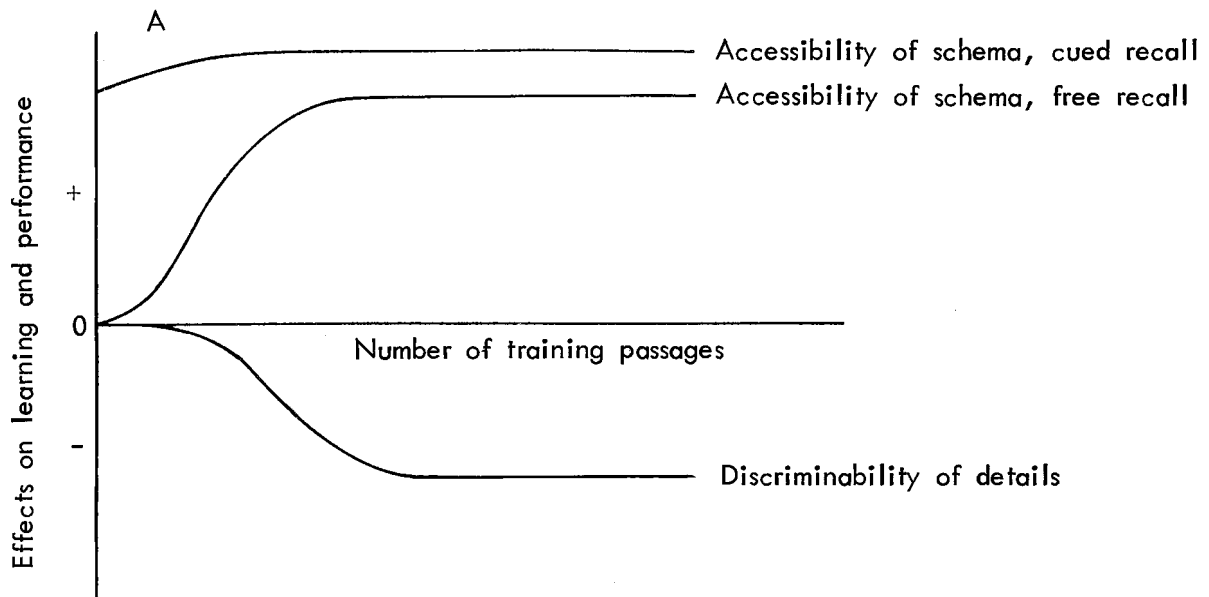 A
Accessibility of schema, cued recall
Accessibility of schema, free recall
Effects on learning and performance
+
0
Number of training passages
-
Discriminability of details